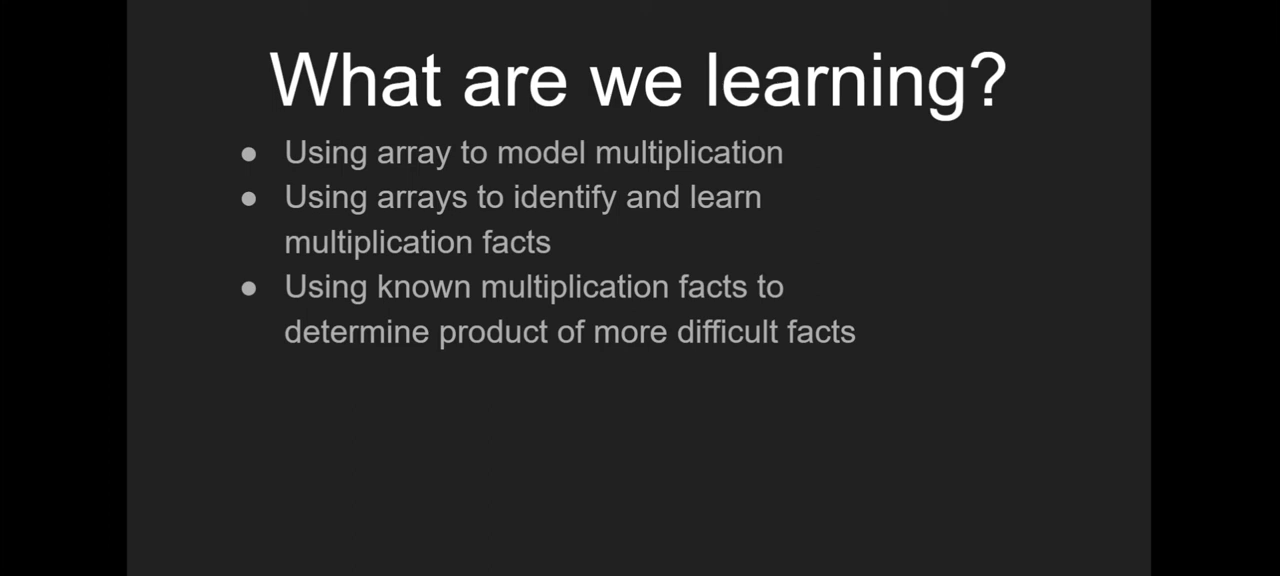 What are we learning?
● Using array to model multiplication
● Using arrays to identify and learn
multiplication facts
● Using known multiplication facts to
determine product of more difficult facts